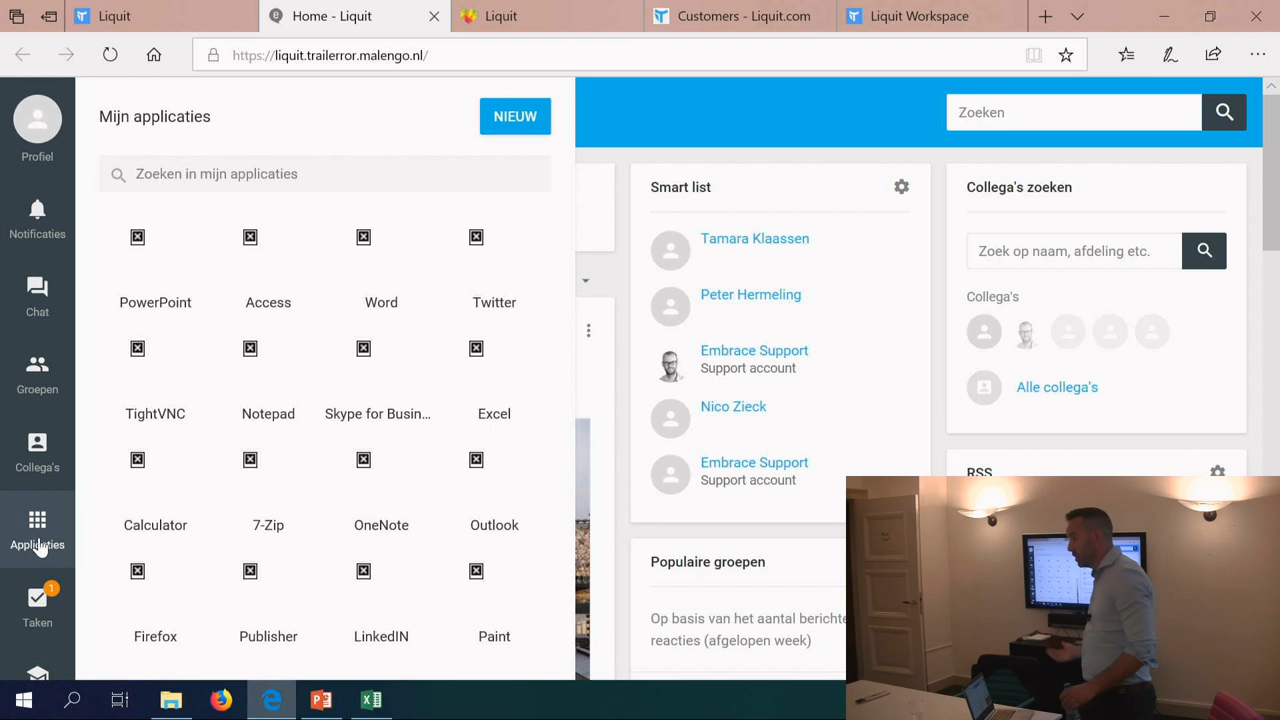 Liquit
Home - Liquit
Liquit
Customers - Liquit.com
Liquit Workspace
https://liquit.trailerror.malengo.nl/
Profiel
Notificaties
Chat
Groepen
Collega's
Applicaties
1
Taken
Mijn applicaties
NIEUW
Zoeken in mijn applicaties
PowerPoint
Access
Word
Twitter
TightVNC
Notepad
Skype for Busin...
Excel
Calculator
7-Zip
OneNote
Outlook
Firefox
Publisher
LinkedIN
Paint
Zoeken
Smart list
Tamara Klaassen
Peter Hermeling
Embrace Support
Support account
Nico Zieck
Embrace Support
Support account
Populaire groepen
Op basis van het aantal berichte
reacties (afgelopen week)
Collega's zoeken
Zoek op naam, afdeling etc.
Collega's
Alle collega's
RSS